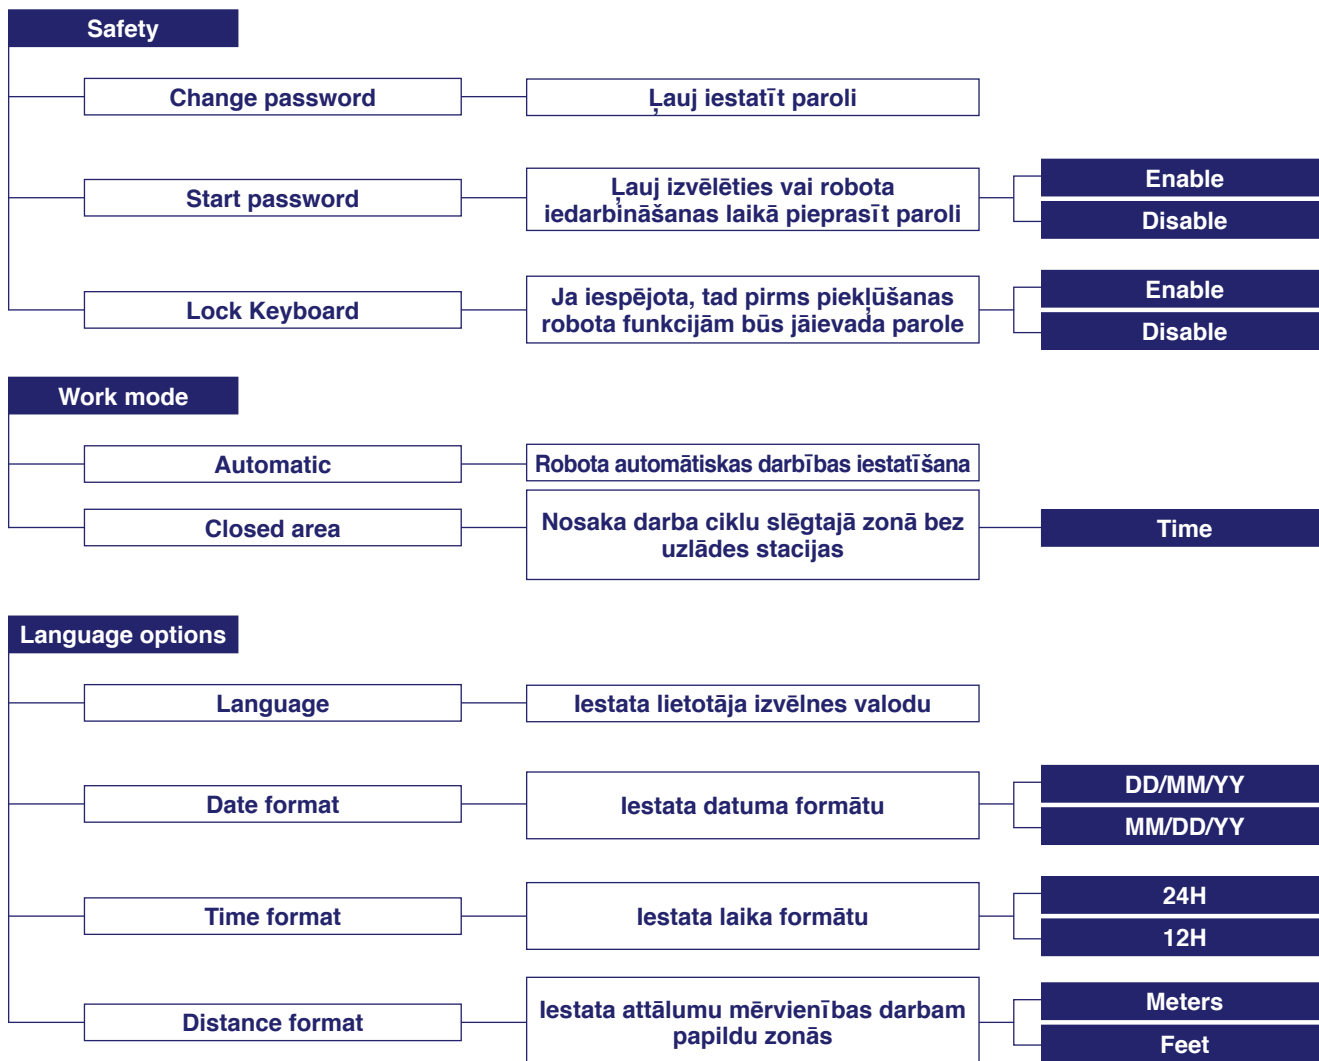 Safety
Change password
Ļauj iestatīt paroli
Start password
Ļauj izvēlēties vai robota
iedarbināšanas laikā pieprasīt paroli
Enable
Disable
Lock Keyboard
Ja iespējota, tad pirms piekļūšanas
robota funkcijām būs jāievada parole
Enable
Disable
Work mode
Automatic
Robota automātiskas darbības iestatīšana
Closed area
Nosaka darba ciklu slēgtajā zonā bez
uzlādes stacijas
Time
Language options
Language
Iestata lietotāja izvēlnes valodu
Date format
Iestata datuma formātu
DD/MM/YY
MM/DD/YY
Time format
Iestata laika formātu
24H
12H
Distance format
Iestata attālumu mērvienības darbam
papildu zonās
Meters
Feet